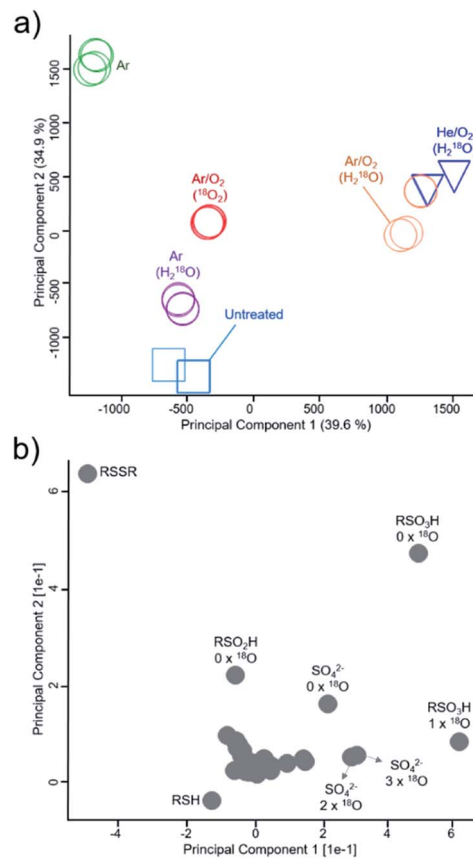 a)
Principal Component 2 (34.9 %)
1500
1000
500
0
-500
-1000
Ar
Ar/O₂
(¹⁸O₂)
Ar
(H₂¹⁸O)
Untreated
Ar/O₂
(H₂¹⁸O)
He/O₂
(H₂¹⁸O
-1000
-500
0
500
1000
1500
Principal Component 1 (39.6 %)
b)
Principal Component 2 [1e-1]
6
4
2
0
RSSR
RSO₃H
0 x ¹⁸O
RSO₂H
0 x ¹⁸O
SO₄²⁻
0 x ¹⁸O
RSO₃H
1 x ¹⁸O
SO₄²⁻
3 x ¹⁸O
SO₄²⁻
2 x ¹⁸O
RSH
-4
-2
0
2
4
6
Principal Component 1 [1e-1]